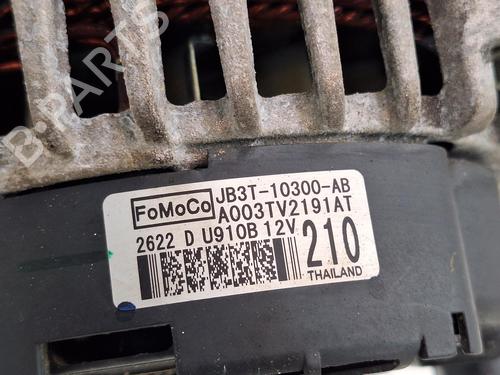 B-PARTS
FoMoCo
JB3T-10300-AB
A003TV2191AT
2622 D U910B 12V
210
THAILAND